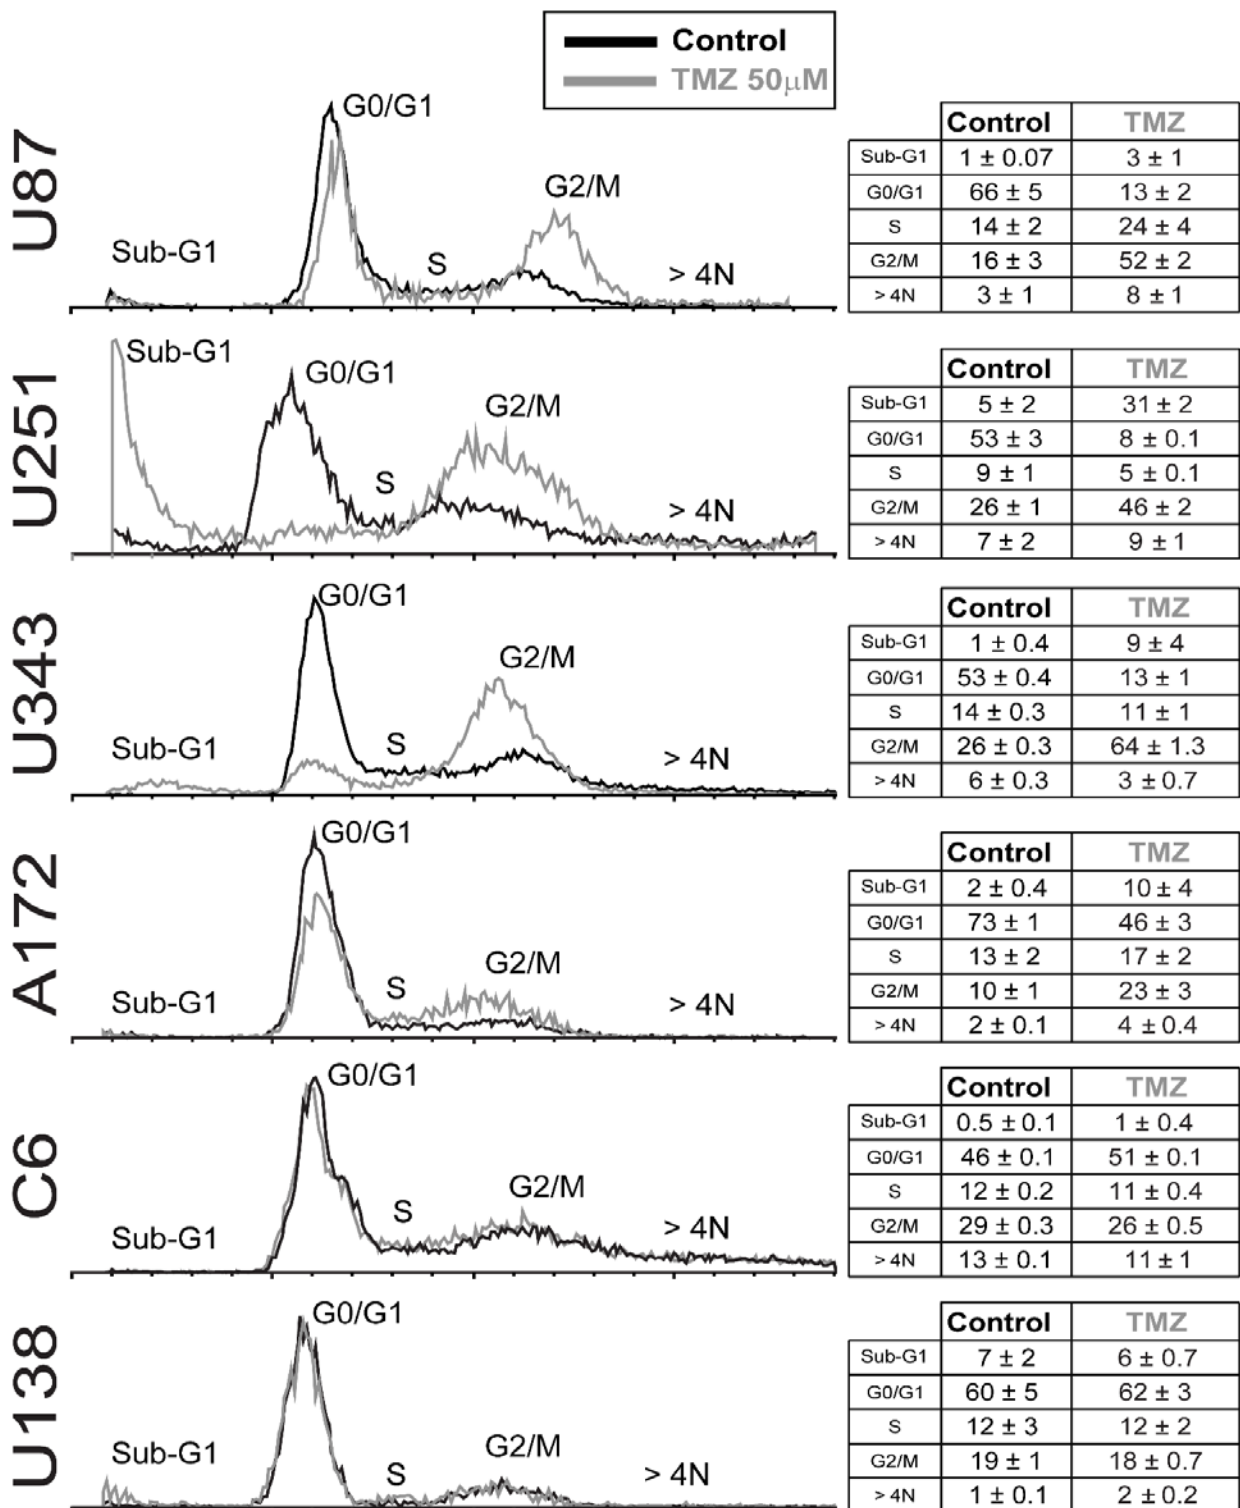 Control
TMZ 50µM
U87
Sub-G1
G0/G1
S
G2/M
> 4N
Control TMZ
Sub-G1 1 ± 0.07 3 ± 1
G0/G1 66 ± 5 13 ± 2
S 14 ± 2 24 ± 4
G2/M 16 ± 3 52 ± 2
> 4N 3 ± 1 8 ± 1
U251
Sub-G1
G0/G1
S
G2/M
> 4N
Control TMZ
Sub-G1 5 ± 2 31 ± 2
G0/G1 53 ± 3 8 ± 0.1
S 9 ± 1 5 ± 0.1
G2/M 26 ± 1 46 ± 2
> 4N 7 ± 2 9 ± 1
U343
Sub-G1
G0/G1
S
G2/M
> 4N
Control TMZ
Sub-G1 1 ± 0.4 9 ± 4
G0/G1 53 ± 0.4 13 ± 1
S 14 ± 0.3 11 ± 1
G2/M 26 ± 0.3 64 ± 1.3
> 4N 6 ± 0.3 3 ± 0.7
A172
Sub-G1
G0/G1
S
G2/M
> 4N
Control TMZ
Sub-G1 2 ± 0.4 10 ± 4
G0/G1 73 ± 1 46 ± 3
S 13 ± 2 17 ± 2
G2/M 10 ± 1 23 ± 3
> 4N 2 ± 0.1 4 ± 0.4
C6
Sub-G1
G0/G1
S
G2/M
> 4N
Control TMZ
Sub-G1 0.5 ± 0.1 1 ± 0.4
G0/G1 46 ± 0.1 51 ± 0.1
S 12 ± 0.2 11 ± 0.4
G2/M 29 ± 0.3 26 ± 0.5
> 4N 13 ± 0.1 11 ± 1
U138
Sub-G1
G0/G1
S
G2/M
> 4N
Control TMZ
Sub-G1 7 ± 2 6 ± 0.7
G0/G1 60 ± 5 62 ± 3
S 12 ± 3 12 ± 2
G2/M 19 ± 1 18 ± 0.7
> 4N 1 ± 0.1 2 ± 0.2